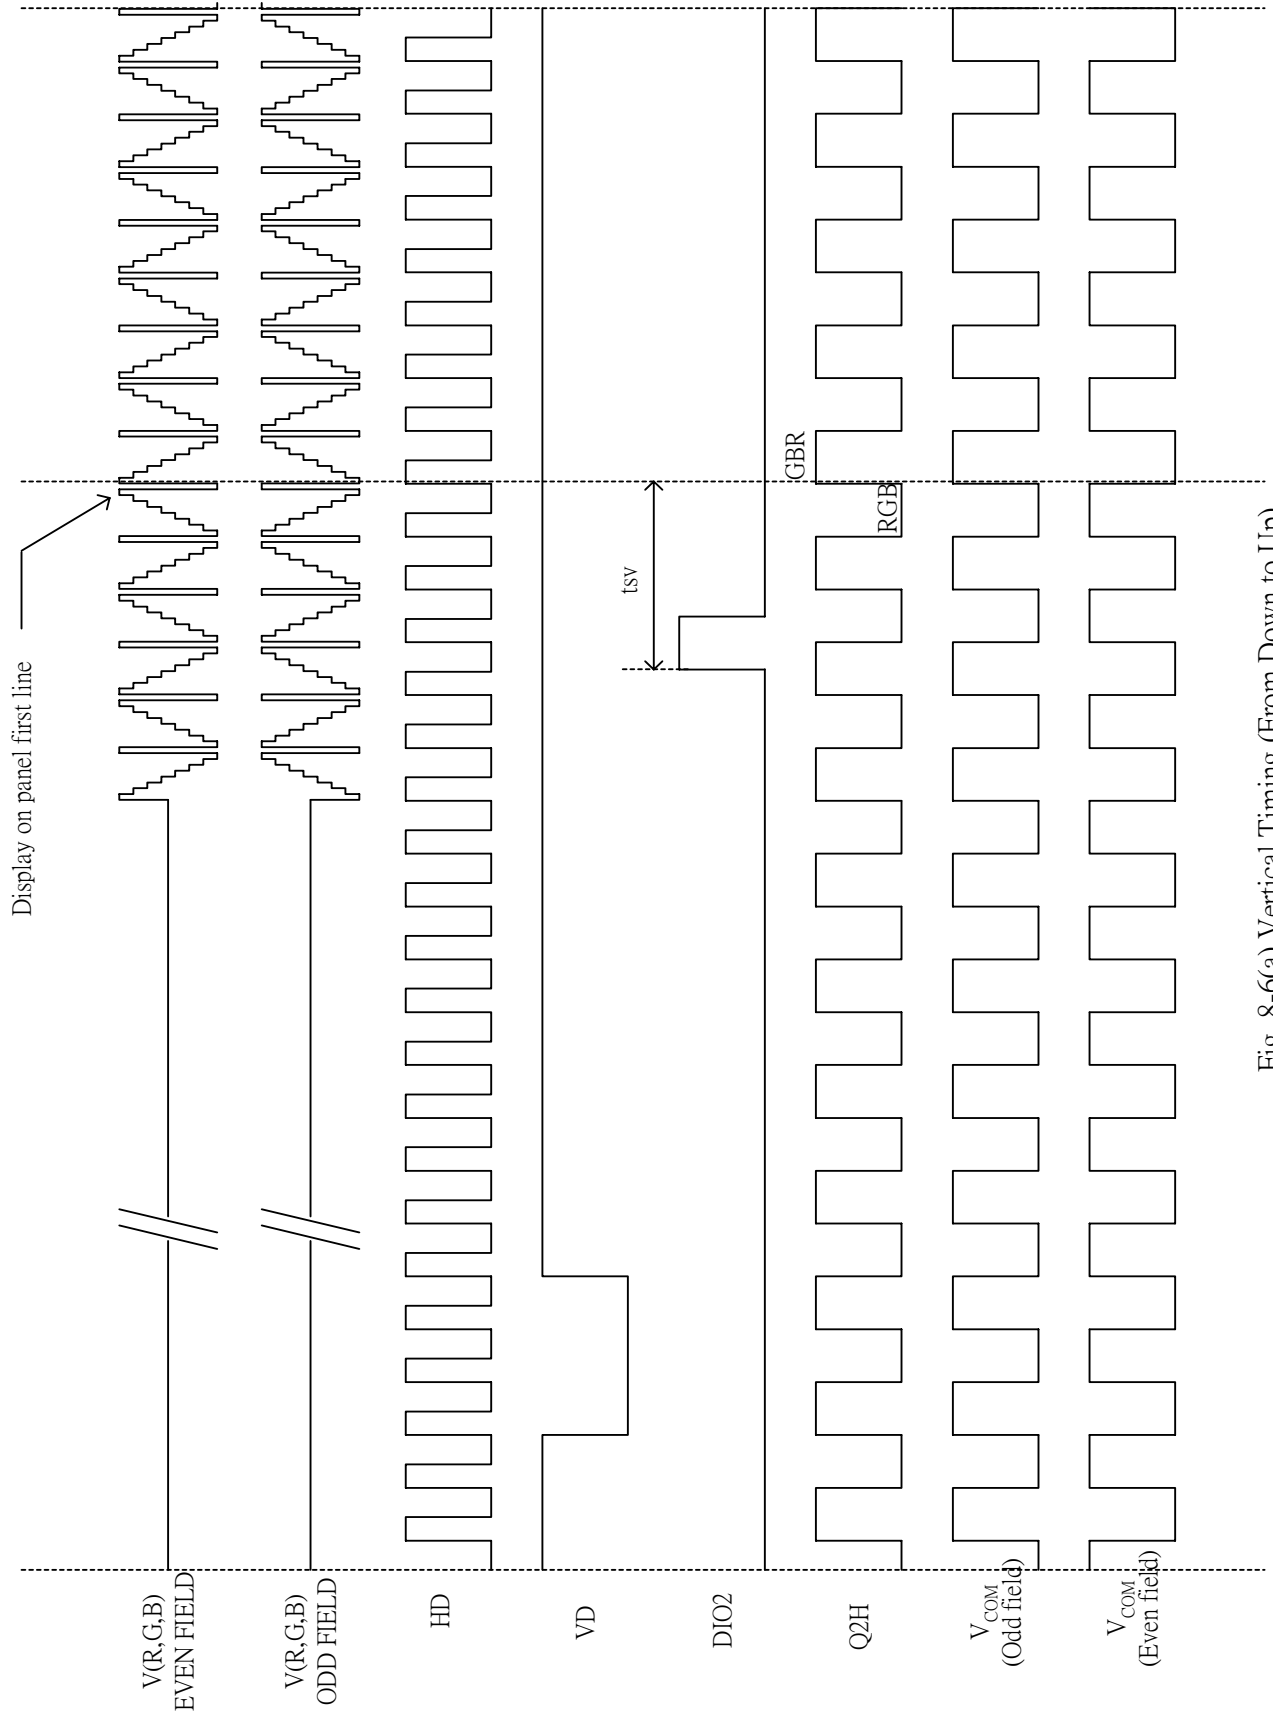 Display on panel first line
V(R,G,B)
EVEN FIELD
V(R,G,B)
ODD FIELD
HD
VD
tsv
DIO2
GBR
RGB
Q2H
VCOM
(Odd field)
VCOM
(Even field)
Fig. 8-6(a) Vertical Timing (From Down to Up)